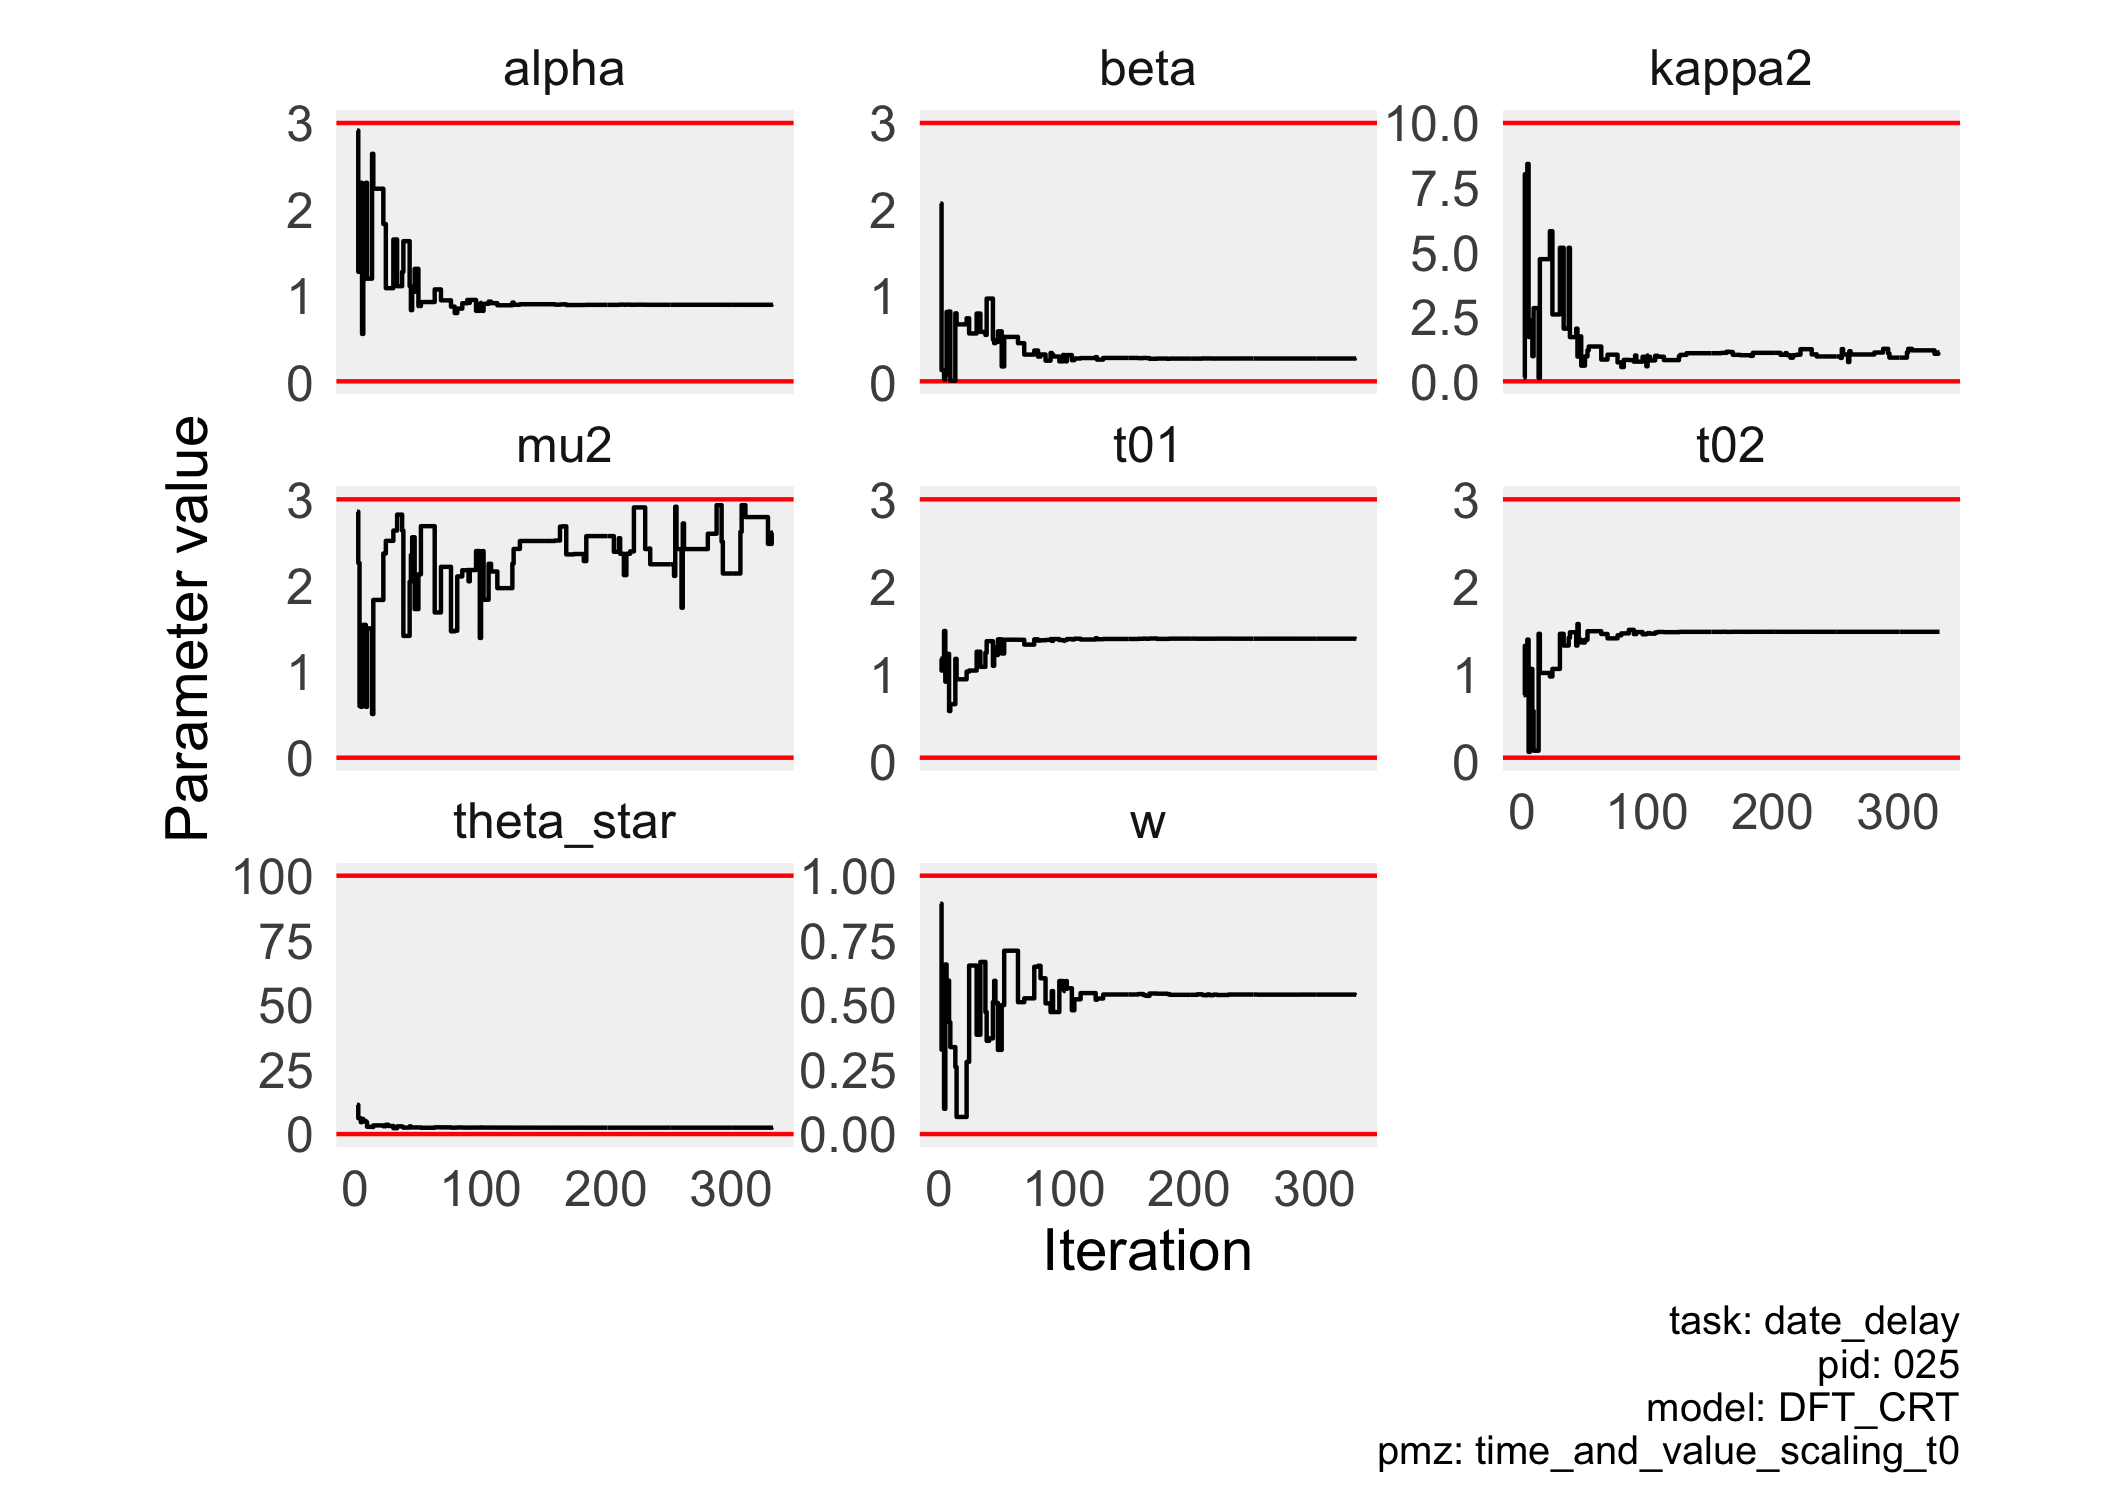 alpha
beta
kappa2
3
2
1
0
3
2
1
0
10.0
7.5
5.0
2.5
0.0
mu2
t01
t02
3
2
1
0
3
2
1
0
3
2
1
0
0 100 200 300
theta_star
w
100
75
50
25
0
1.00
0.75
0.50
0.25
0.00
0 100 200 300
0 100 200 300
Parameter value
Iteration
task: date_delay
pid: 025
model: DFT_CRT
pmz: time_and_value_scaling_t0